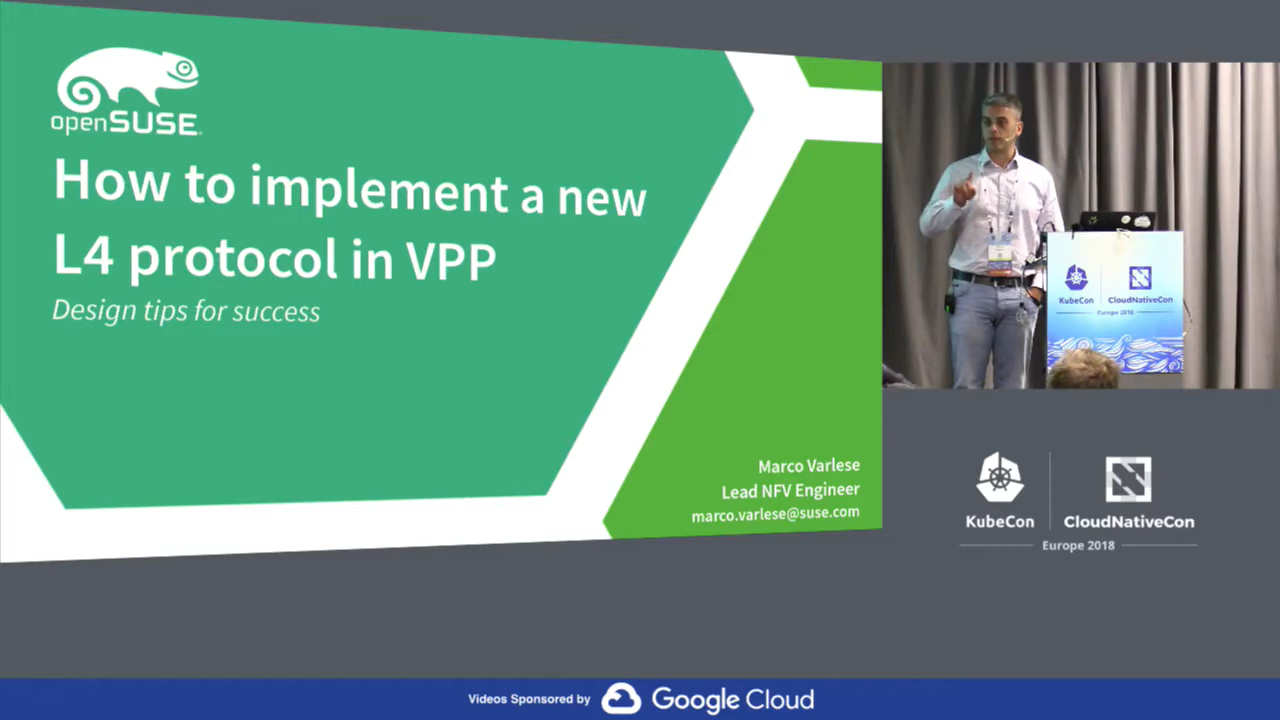 openSUSE
How to implement a new
L4 protocol in VPP
Design tips for success
Marco Varlese
Lead NFV Engineer
marco.varlese@suse.com
KubeCon
CloudNativeCon
Europe 2018
KubeCon
CloudNativeCon
Europe 2018
Videos Sponsored by
Google Cloud